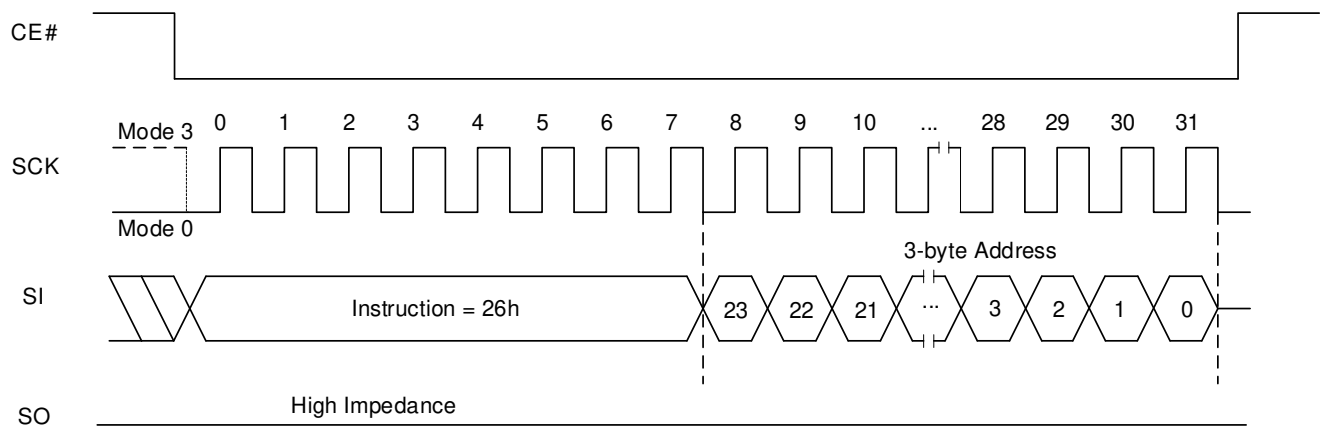 CE#
Mode 3 0 1 2 3 4 5 6 7 8 9 10 ... 28 29 30 31
SCK
Mode 0
3-byte Address
SI Instruction = 26h 23 22 21 ... 3 2 1 0
High Impedance
SO